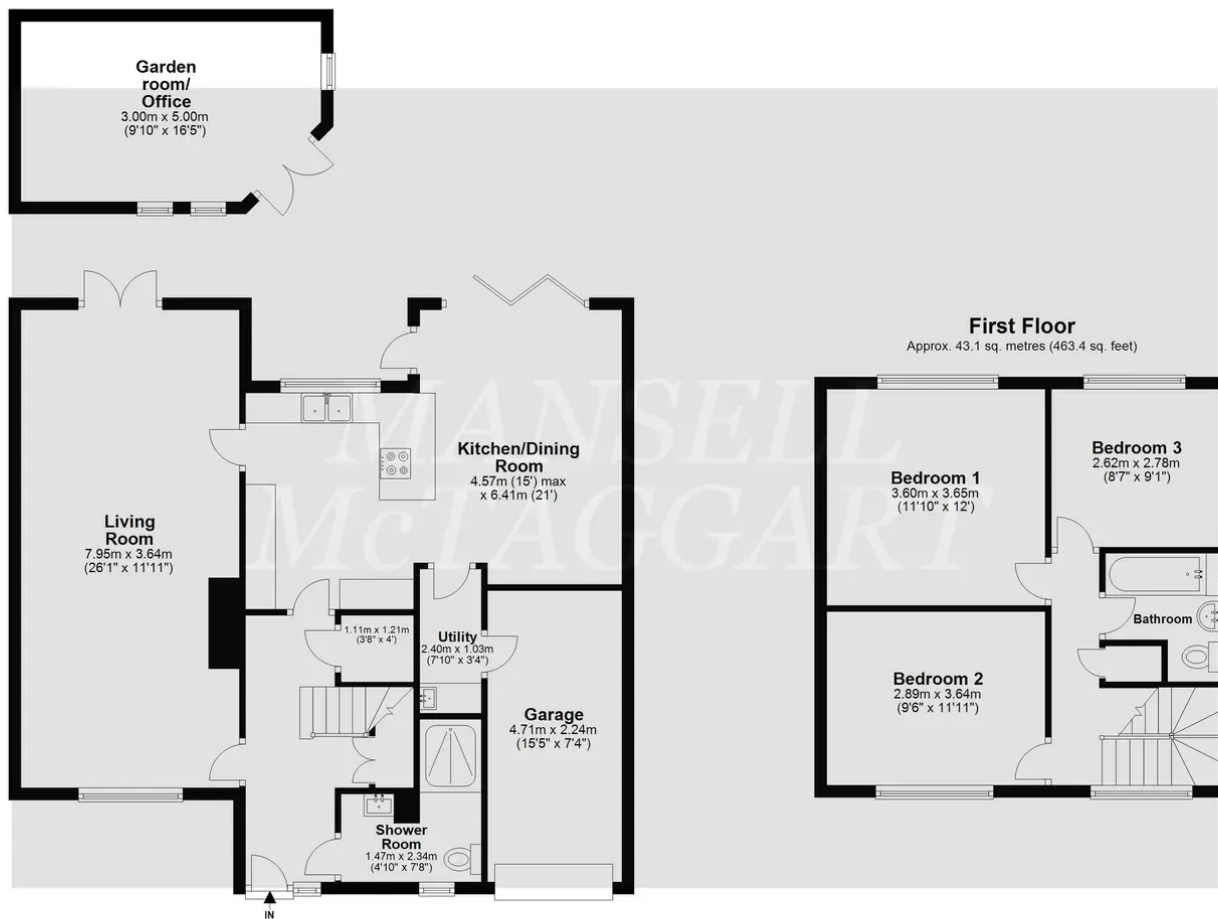 Garden
room/
Office
3.00m x 5.00m
(9'10" x 16'5")
First Floor
Approx. 43.1 sq. metres (463.4 sq. feet)
MANSELL
McTAGGART
Kitchen/Dining
Room
4.57m (15') max
x 6.41m (21')
Living
Room
7.95m x 3.64m
(26'1" x 11'11")
1.11m x 1.21m
(3'8" x 4')
Utility
2.40m x 1.03m
(7'10" x 3'4")
Garage
4.71m x 2.24m
(15'5" x 7'4")
Shower
Room
1.47m x 2.34m
(4'10" x 7'8")
IN
Bedroom 1
3.60m x 3.65m
(11'10" x 12')
Bedroom 3
2.62m x 2.78m
(8'7" x 9'1")
Bathroom
Bedroom 2
2.89m x 3.64m
(9'6" x 11'11")